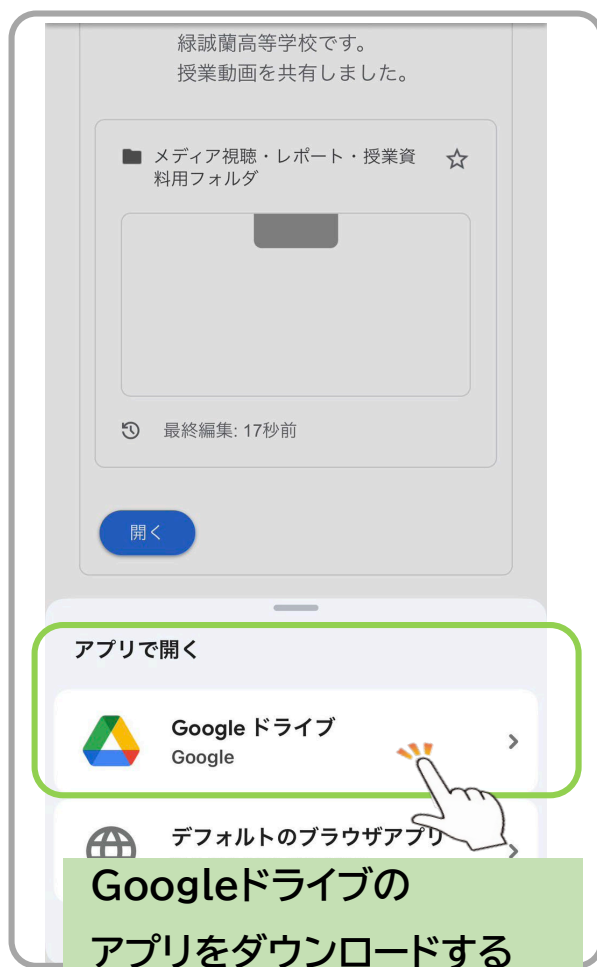 緑誠蘭高等学校です。
授業動画を共有しました。
メディア視聴・レポート・授業資
料用フォルダ
最終編集: 17秒前
開く
アプリで開く
Google ドライブ
Google
デフォルトのブラウザアプリ
Googleドライブの
アプリをダウンロードする